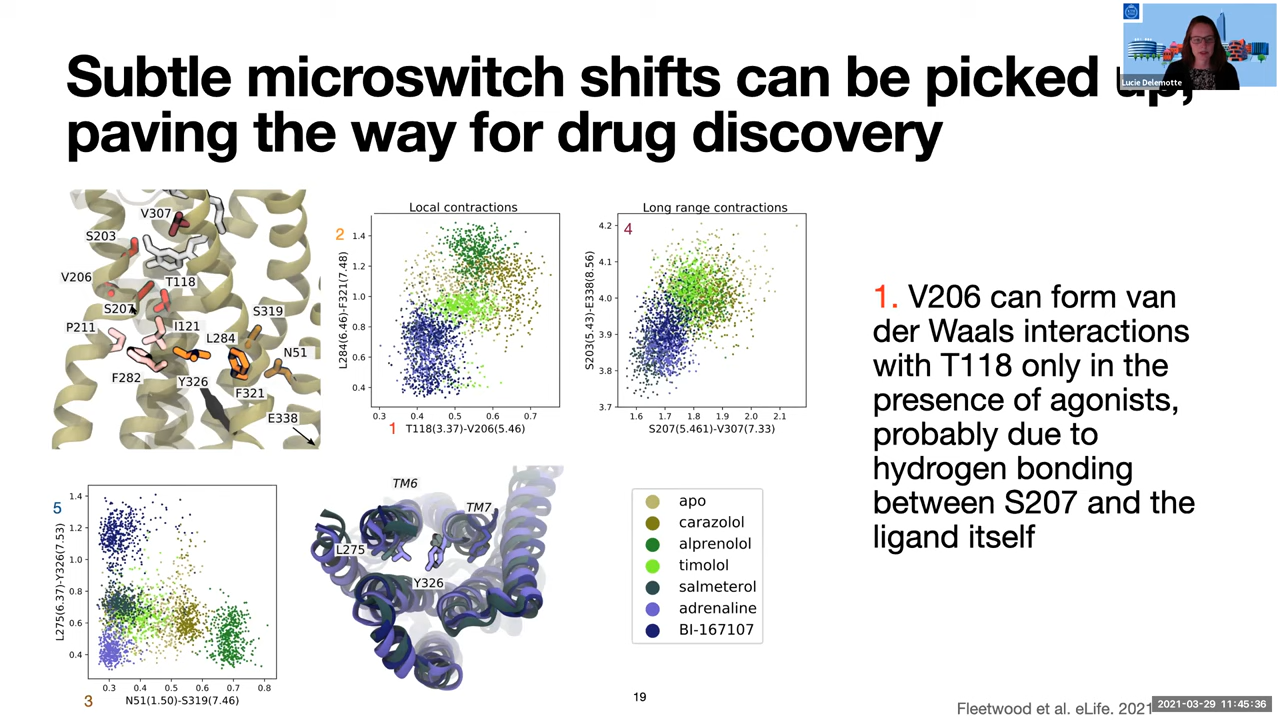 Subtle microswitch shifts can be picked up,
paving the way for drug discovery
Lucie Delemotte
V307
S203
V206
T118
S207
P211
I121
S319
L284
N51
F282
Y326
F321
E338
Local contractions
2
1.4
1.2
1.0
0.8
0.6
0.4
L284(6.46)-F321(7.48)
0.3 0.4 0.5 0.6 0.7
1 T118(3.37)-V206(5.46)
Long range contractions
4
4.2
4.1
4.0
3.9
3.8
3.7
S203(5.43)-E338(8.56)
1.6 1.7 1.8 1.9 2.0 2.1
S207(5.461)-V307(7.33)
1. V206 can form van
der Waals interactions
with T118 only in the
presence of agonists,
probably due to
hydrogen bonding
between S207 and the
ligand itself
5
1.4
1.2
1.0
0.8
0.6
0.4
L275(6.37)-Y326(7.53)
0.3 0.4 0.5 0.6 0.7 0.8
3 N51(1.50)-S319(7.46)
TM6
TM7
L275
Y326
apo
carazolol
alprenolol
timolol
salmeterol
adrenaline
BI-167107
19
Fleetwood et al. eLife. 2021
2021-03-29 11:45:36